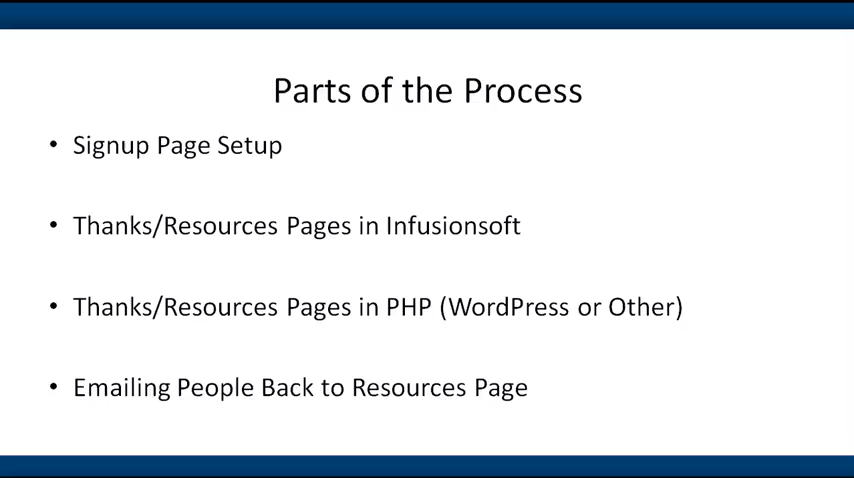 Parts of the Process
• Signup Page Setup
• Thanks/Resources Pages in Infusionsoft
• Thanks/Resources Pages in PHP (WordPress or Other)
• Emailing People Back to Resources Page